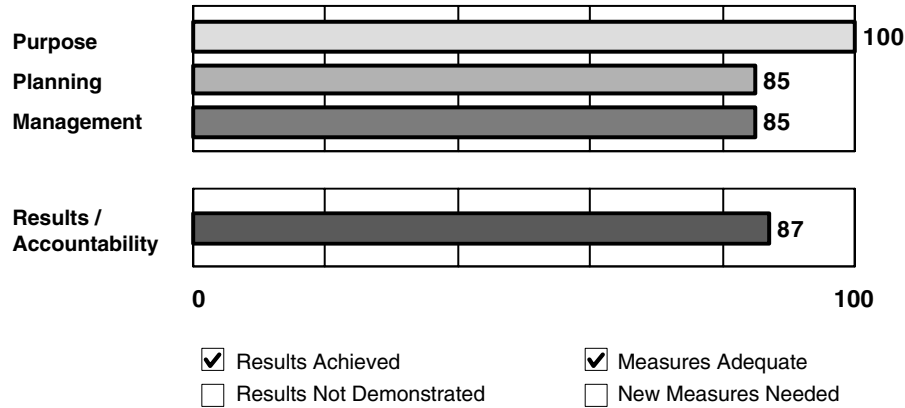 Purpose 100
Planning 85
Management 85
Results /
Accountability 87
0 100
Results Achieved Measures Adequate
Results Not Demonstrated New Measures Needed